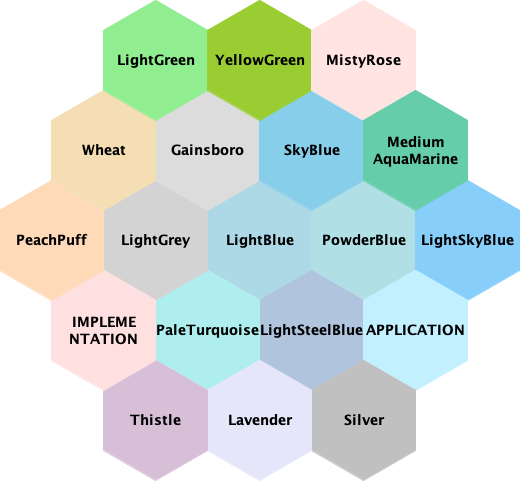 LightGreen
YellowGreen
MistyRose
Wheat
Gainsboro
SkyBlue
Medium
AquaMarine
PeachPuff
LightGrey
LightBlue
PowderBlue
LightSkyBlue
IMPLEME
NTATION
PaleTurquoise
LightSteelBlue
APPLICATION
Thistle
Lavender
Silver